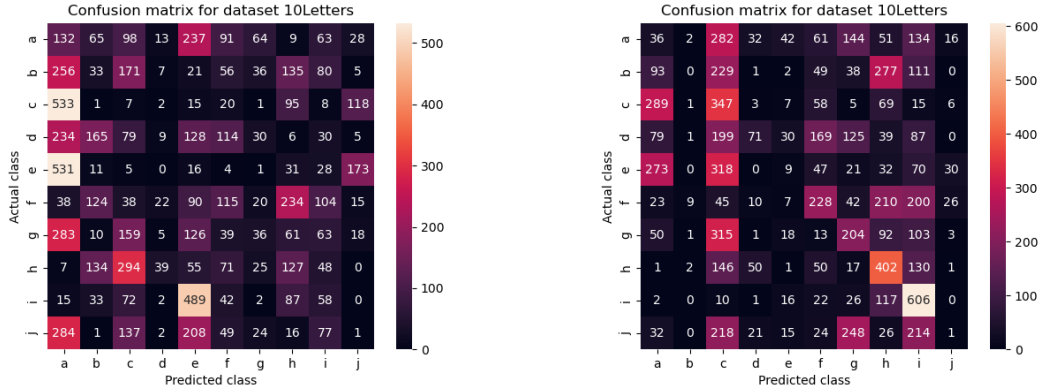 Confusion matrix for dataset 10Letters
a 132 65 98 13 237 91 64 9 63 28
b 256 33 171 7 21 56 36 135 80 5
c 533 1 7 2 15 20 1 95 8 118
d 234 165 79 9 128 114 30 6 30 5
e 531 11 5 0 16 4 1 31 28 173
f 38 124 38 22 90 115 20 234 104 15
g 283 10 159 5 126 39 36 61 63 18
h 7 134 294 39 55 71 25 127 48 0
i 15 33 72 2 489 42 2 87 58 0
j 284 1 137 2 208 49 24 16 77 1
a b c d e f g h i j
Predicted class
Actual class
500
400
300
200
100
0
Confusion matrix for dataset 10Letters
a 36 2 282 32 42 61 144 51 134 16
b 93 0 229 1 2 49 38 277 111 0
c 289 1 347 3 7 58 5 69 15 6
d 79 1 199 71 30 169 125 39 87 0
e 273 0 318 0 9 47 21 32 70 30
f 23 9 45 10 7 228 42 210 200 26
g 50 1 315 1 18 13 204 92 103 3
h 1 2 146 50 1 50 17 402 130 1
i 2 0 10 1 16 22 26 117 606 0
j 32 0 218 21 15 24 248 26 214 1
a b c d e f g h i j
Predicted class
Actual class
600
500
400
300
200
100
0